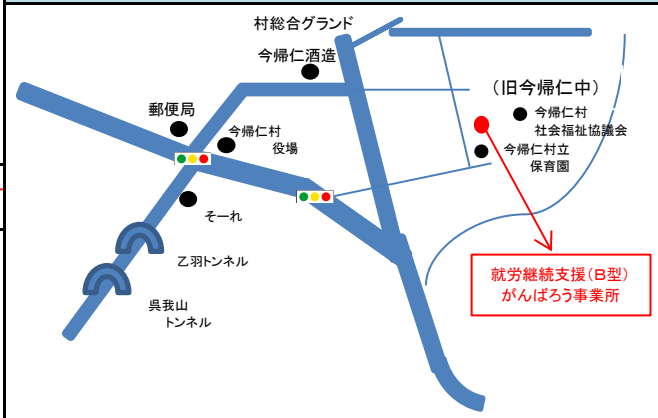 村総合グランド
今帰仁酒造
郵便局
今帰仁村
役場
(旧今帰仁中)
今帰仁村
社会福祉協議会
今帰仁村立
保育園
そーれ
乙羽トンネル
呉我山
トンネル
就労継続支援(B型)
がんばろう事業所